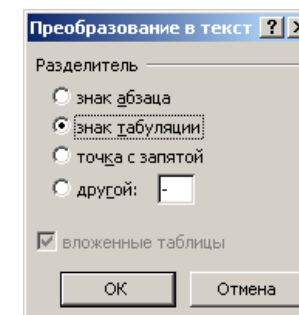 Преобразование в текст ? X
Разделитель
знак абзаца
знак табуляции
точка с запятой
другой: -
вложенные таблицы
ОК Отмена